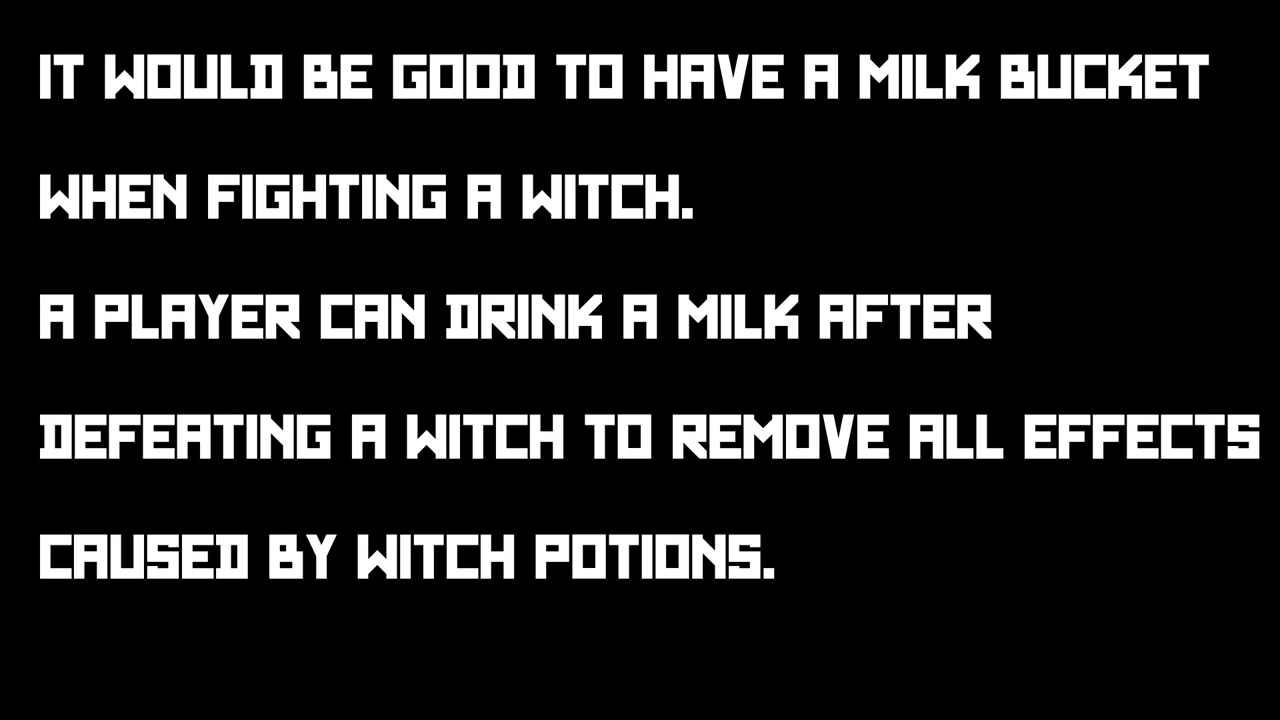 IT WOULD BE GOOD TO HAVE A MILK BUCKET
WHEN FIGHTING A WITCH.
A PLAYER CAN DRINK A MILK AFTER
DEFEATING A WITCH TO REMOVE ALL EFFECTS
CAUSED BY WITCH POTIONS.